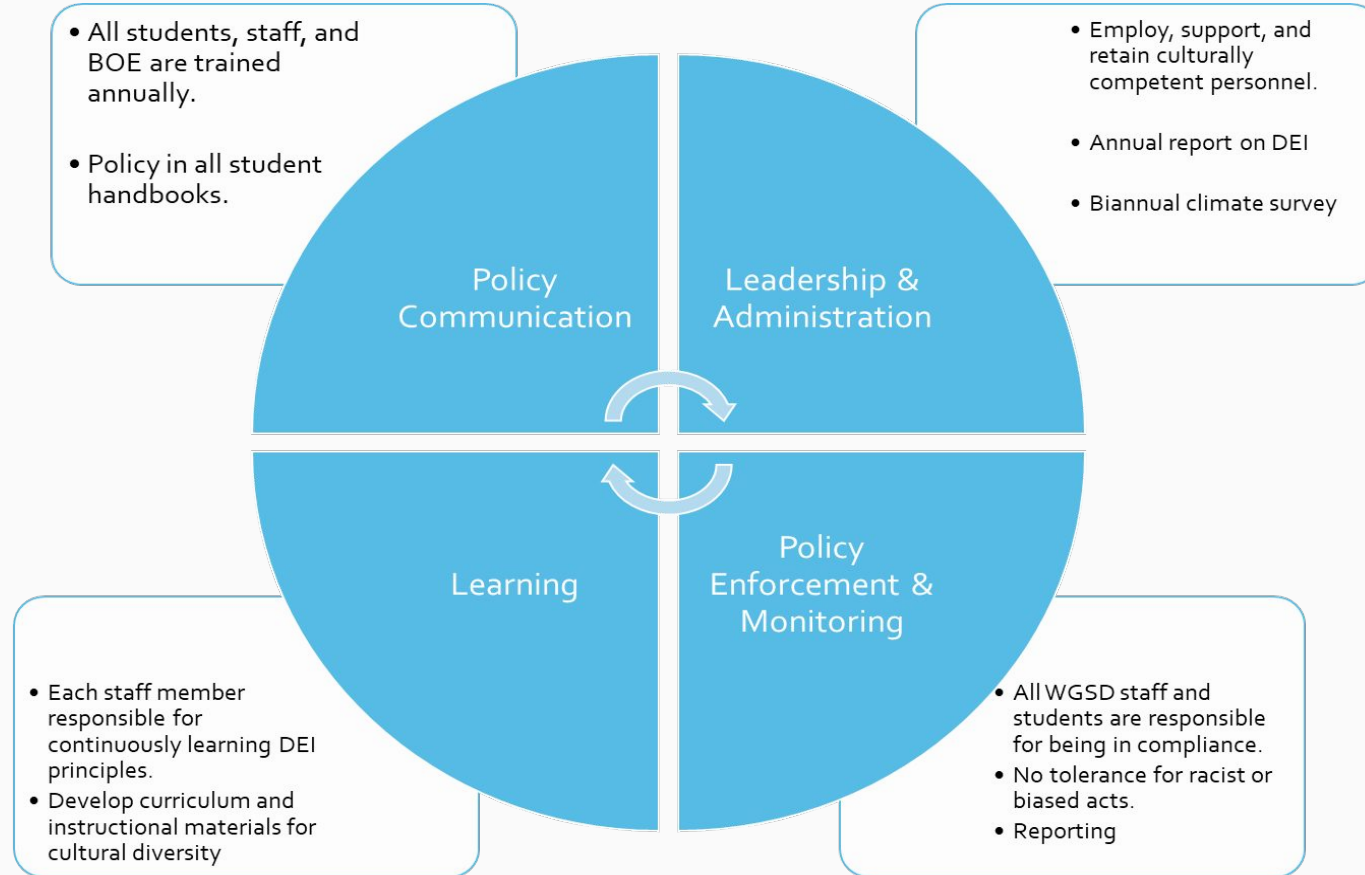 • All students, staff, and
BOE are trained
annually.
• Policy in all student
handbooks.
• Employ, support, and
retain culturally
competent personnel.
• Annual report on DEI
• Biannual climate survey
Policy
Communication
Leadership &
Administration
Learning
Policy
Enforcement &
Monitoring
• Each staff member
responsible for
continuously learning DEI
principles.
• Develop curriculum and
instructional materials for
cultural diversity
• All WGSD staff and
students are responsible
for being in compliance.
• No tolerance for racist or
biased acts.
• Reporting